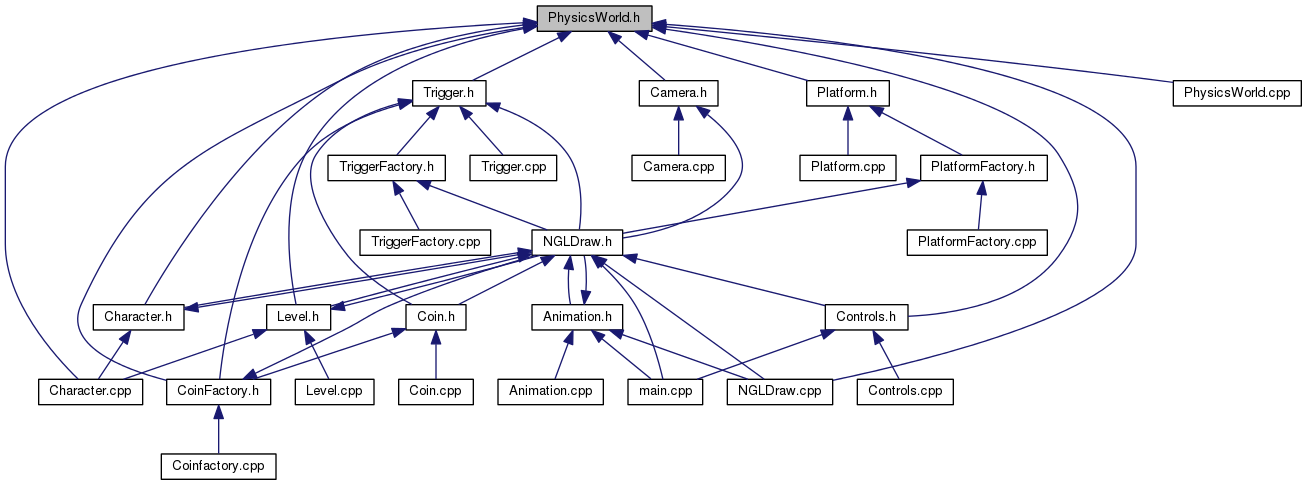 PhysicsWorld.h
Trigger.h
Camera.h
Platform.h
PhysicsWorld.cpp
TriggerFactory.h
Trigger.cpp
Camera.cpp
Platform.cpp
PlatformFactory.h
TriggerFactory.cpp
NGLDraw.h
PlatformFactory.cpp
Character.h
Level.h
Coin.h
Animation.h
Controls.h
Character.cpp
CoinFactory.h
Level.cpp
Coin.cpp
Animation.cpp
main.cpp
NGLDraw.cpp
Controls.cpp
Coinfactory.cpp